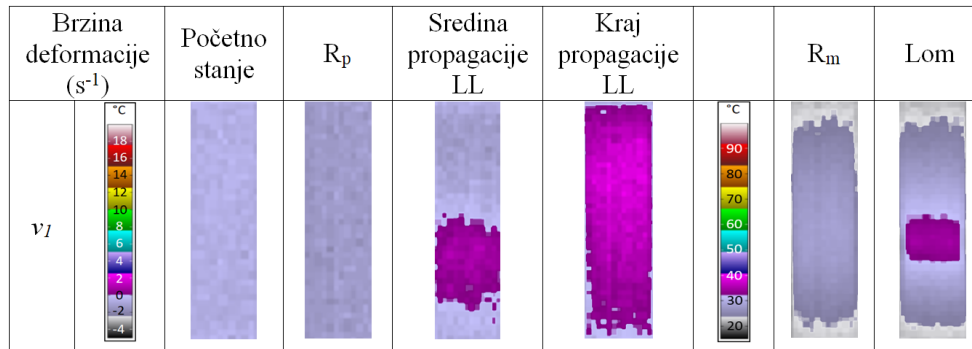 Brzina
deformacije
(s-1)
Početno
stanje
Rp
Sredina
propagacije
LL
Kraj
propagacije
LL
Rm
Lom
v1
°C
18
16
14
12
10
8
6
4
2
0
-2
-4
°C
90
80
70
60
50
40
30
20